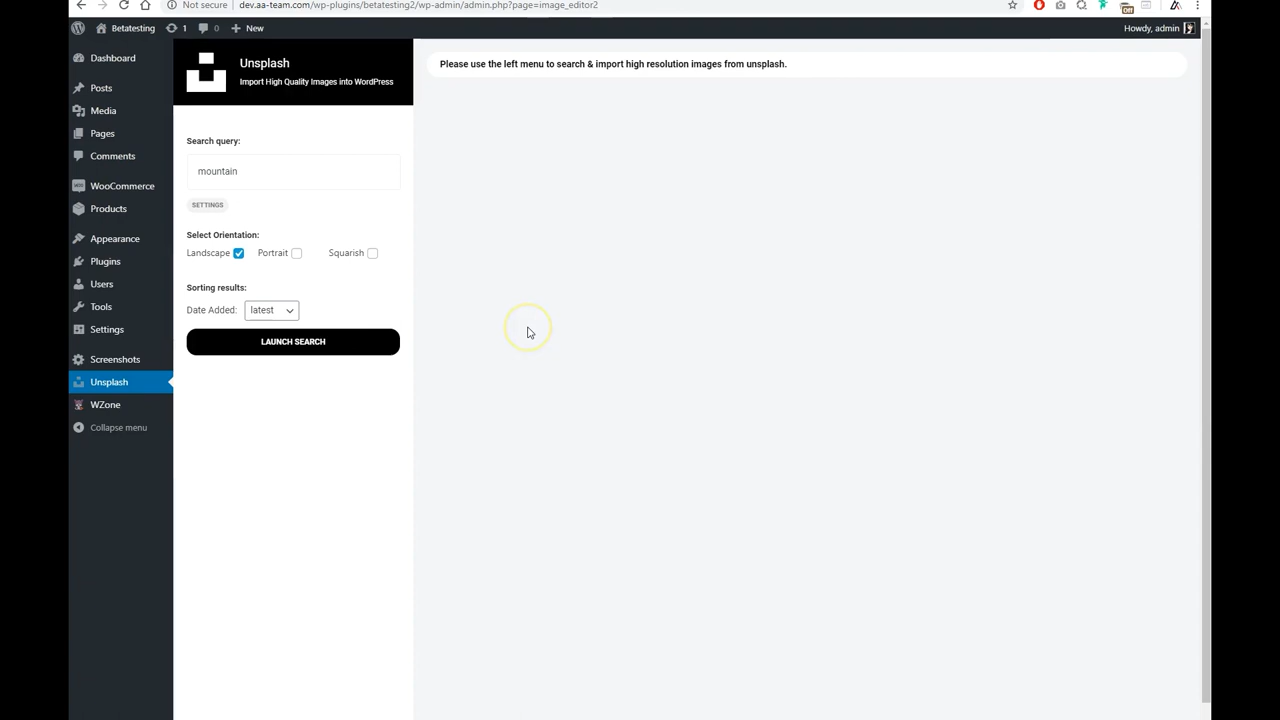 Not secure
dev.aa-team.com/wp-plugins/betatesting2/wp-admin/admin.php?page=image_editor2
Off
Betatesting
1
0
New
Howdy, admin
Dashboard
Posts
Media
Pages
Comments
WooCommerce
Products
Appearance
Plugins
Users
Tools
Settings
Screenshots
Unsplash
WZone
Collapse menu
Unsplash
Import High Quality Images into WordPress
Search query:
mountain
SETTINGS
Select Orientation:
Landscape Portrait Squarish
Sorting results:
Date Added: latest
LAUNCH SEARCH
Please use the left menu to search & import high resolution images from unsplash.